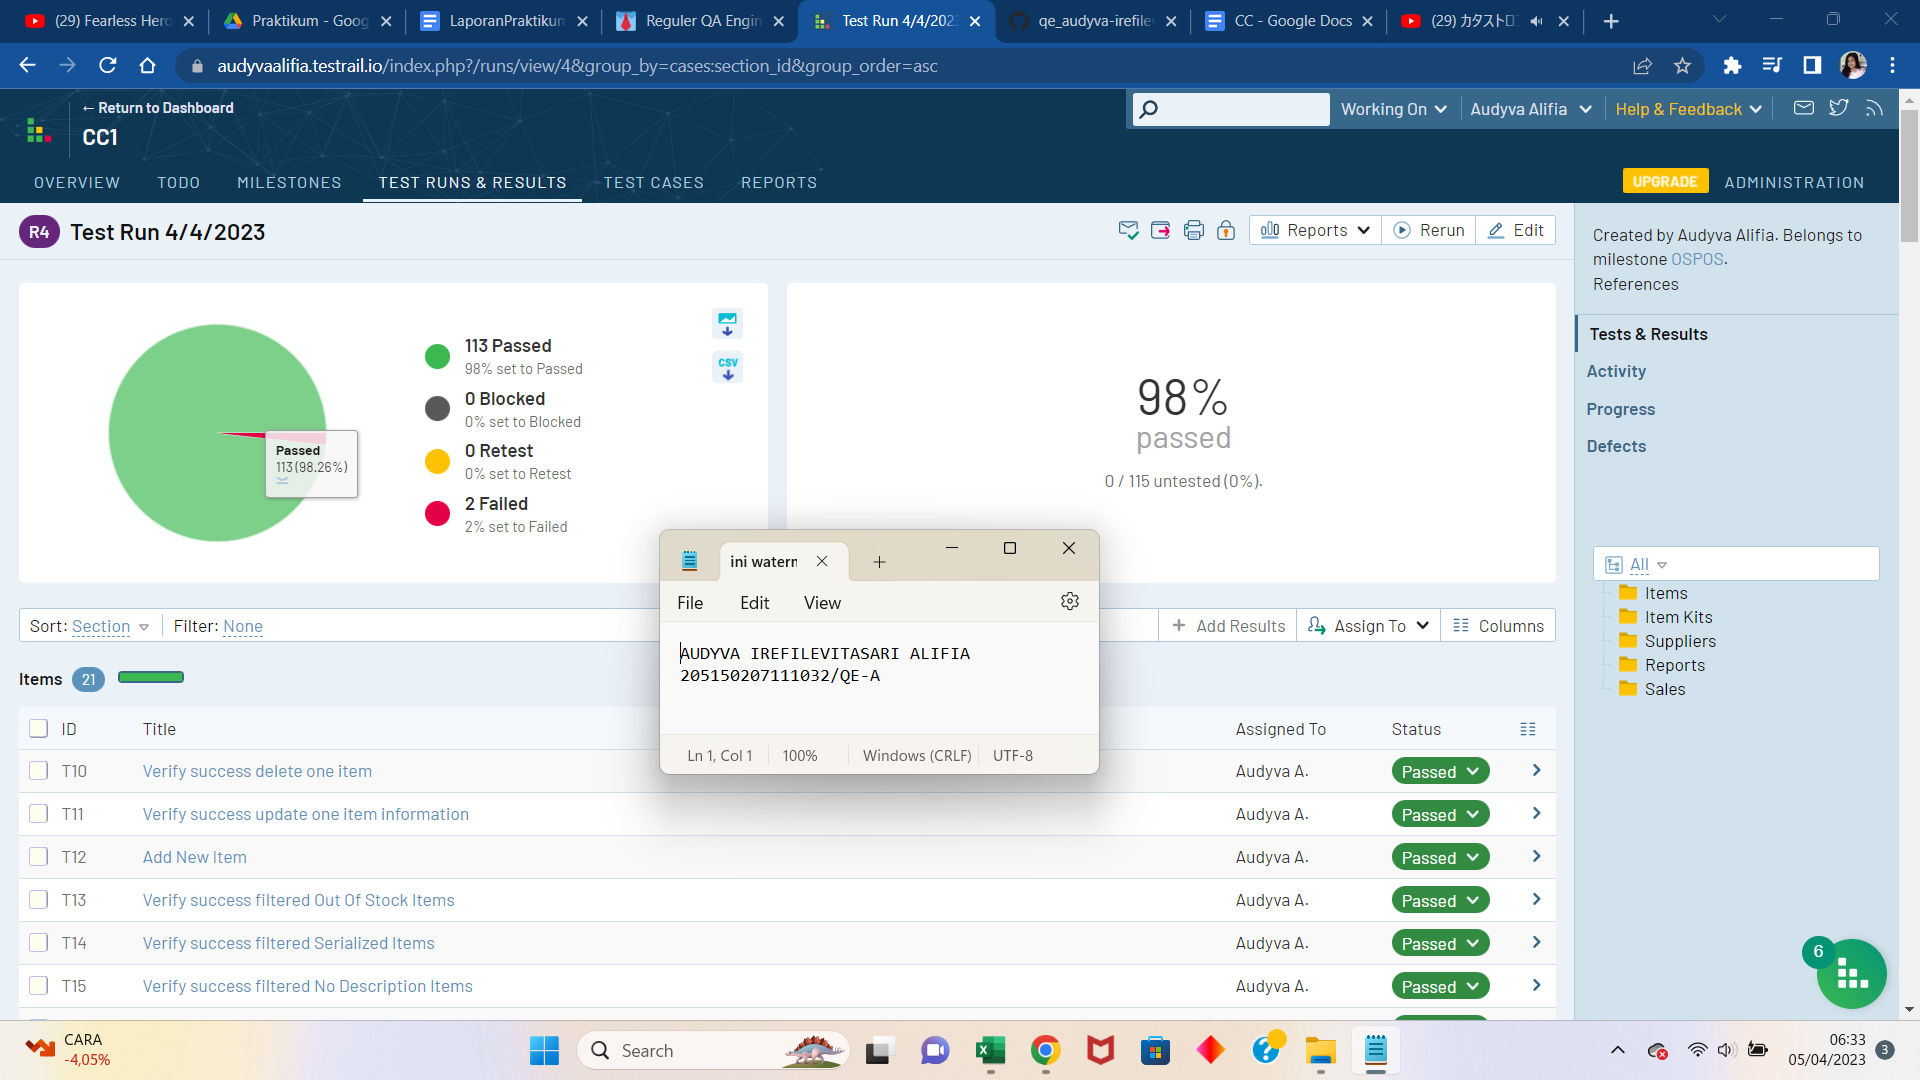 (29) Fearless Hero
Praktikum - Goog
LaporanPraktikum
Reguler QA Engin
Test Run 4/4/2023
qe_audyva-irefilev
CC - Google Docs
(29) カタストロ
audyvaalifia.testrail.io/index.php?/runs/view/4&group_by=cases:section_id&group_order=asc
← Return to Dashboard
CC1
Working On
Audyva Alifia
Help & Feedback
OVERVIEW
TODO
MILESTONES
TEST RUNS & RESULTS
TEST CASES
REPORTS
UPGRADE
ADMINISTRATION
R4
Test Run 4/4/2023
Reports
Rerun
Edit
Created by Audyva Alifia. Belongs to
milestone OSPOS.
References
Tests & Results
Activity
Progress
Defects
113 Passed
98% set to Passed
0 Blocked
0% set to Blocked
0 Retest
0% set to Retest
2 Failed
2% set to Failed
CSV
Passed
113 (98.26%)
98%
passed
0 / 115 untested (0%).
ini watern
File
Edit
View
AUDYVA IREFILEVITASARI ALIFIA
205150207111032/QE-A
Ln 1, Col 1
100%
Windows (CRLF)
UTF-8
All
Items
Item Kits
Suppliers
Reports
Sales
Sort: Section
Filter: None
Add Results
Assign To
Columns
Items 21
ID
Title
Assigned To
Status
T10 Verify success delete one item Audyva A. Passed
T11 Verify success update one item information Audyva A. Passed
T12 Add New Item Audyva A. Passed
T13 Verify success filtered Out Of Stock Items Audyva A. Passed
T14 Verify success filtered Serialized Items Audyva A. Passed
T15 Verify success filtered No Description Items Audyva A. Passed
6
CARA
-4,05%
Search
06:33
05/04/2023
3